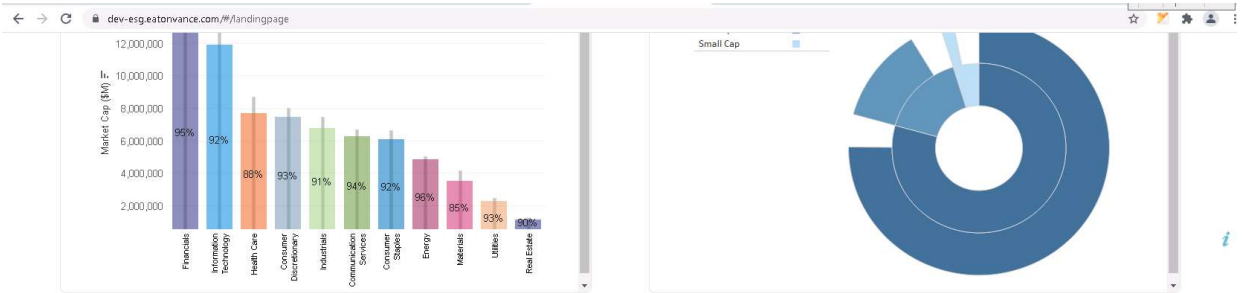 dev-esg.eatonvance.com/#/landingpage
12,000,000
10,000,000
8,000,000
6,000,000
4,000,000
2,000,000
Market Cap ($M)
95%
92%
88%
93%
91%
94%
92%
96%
85%
93%
90%
Financials
Information
Technology
Health Care
Consumer
Discretionary
Industrials
Communication
Services
Consumer
Staples
Energy
Materials
Utilities
Real Estate
Small Cap
i